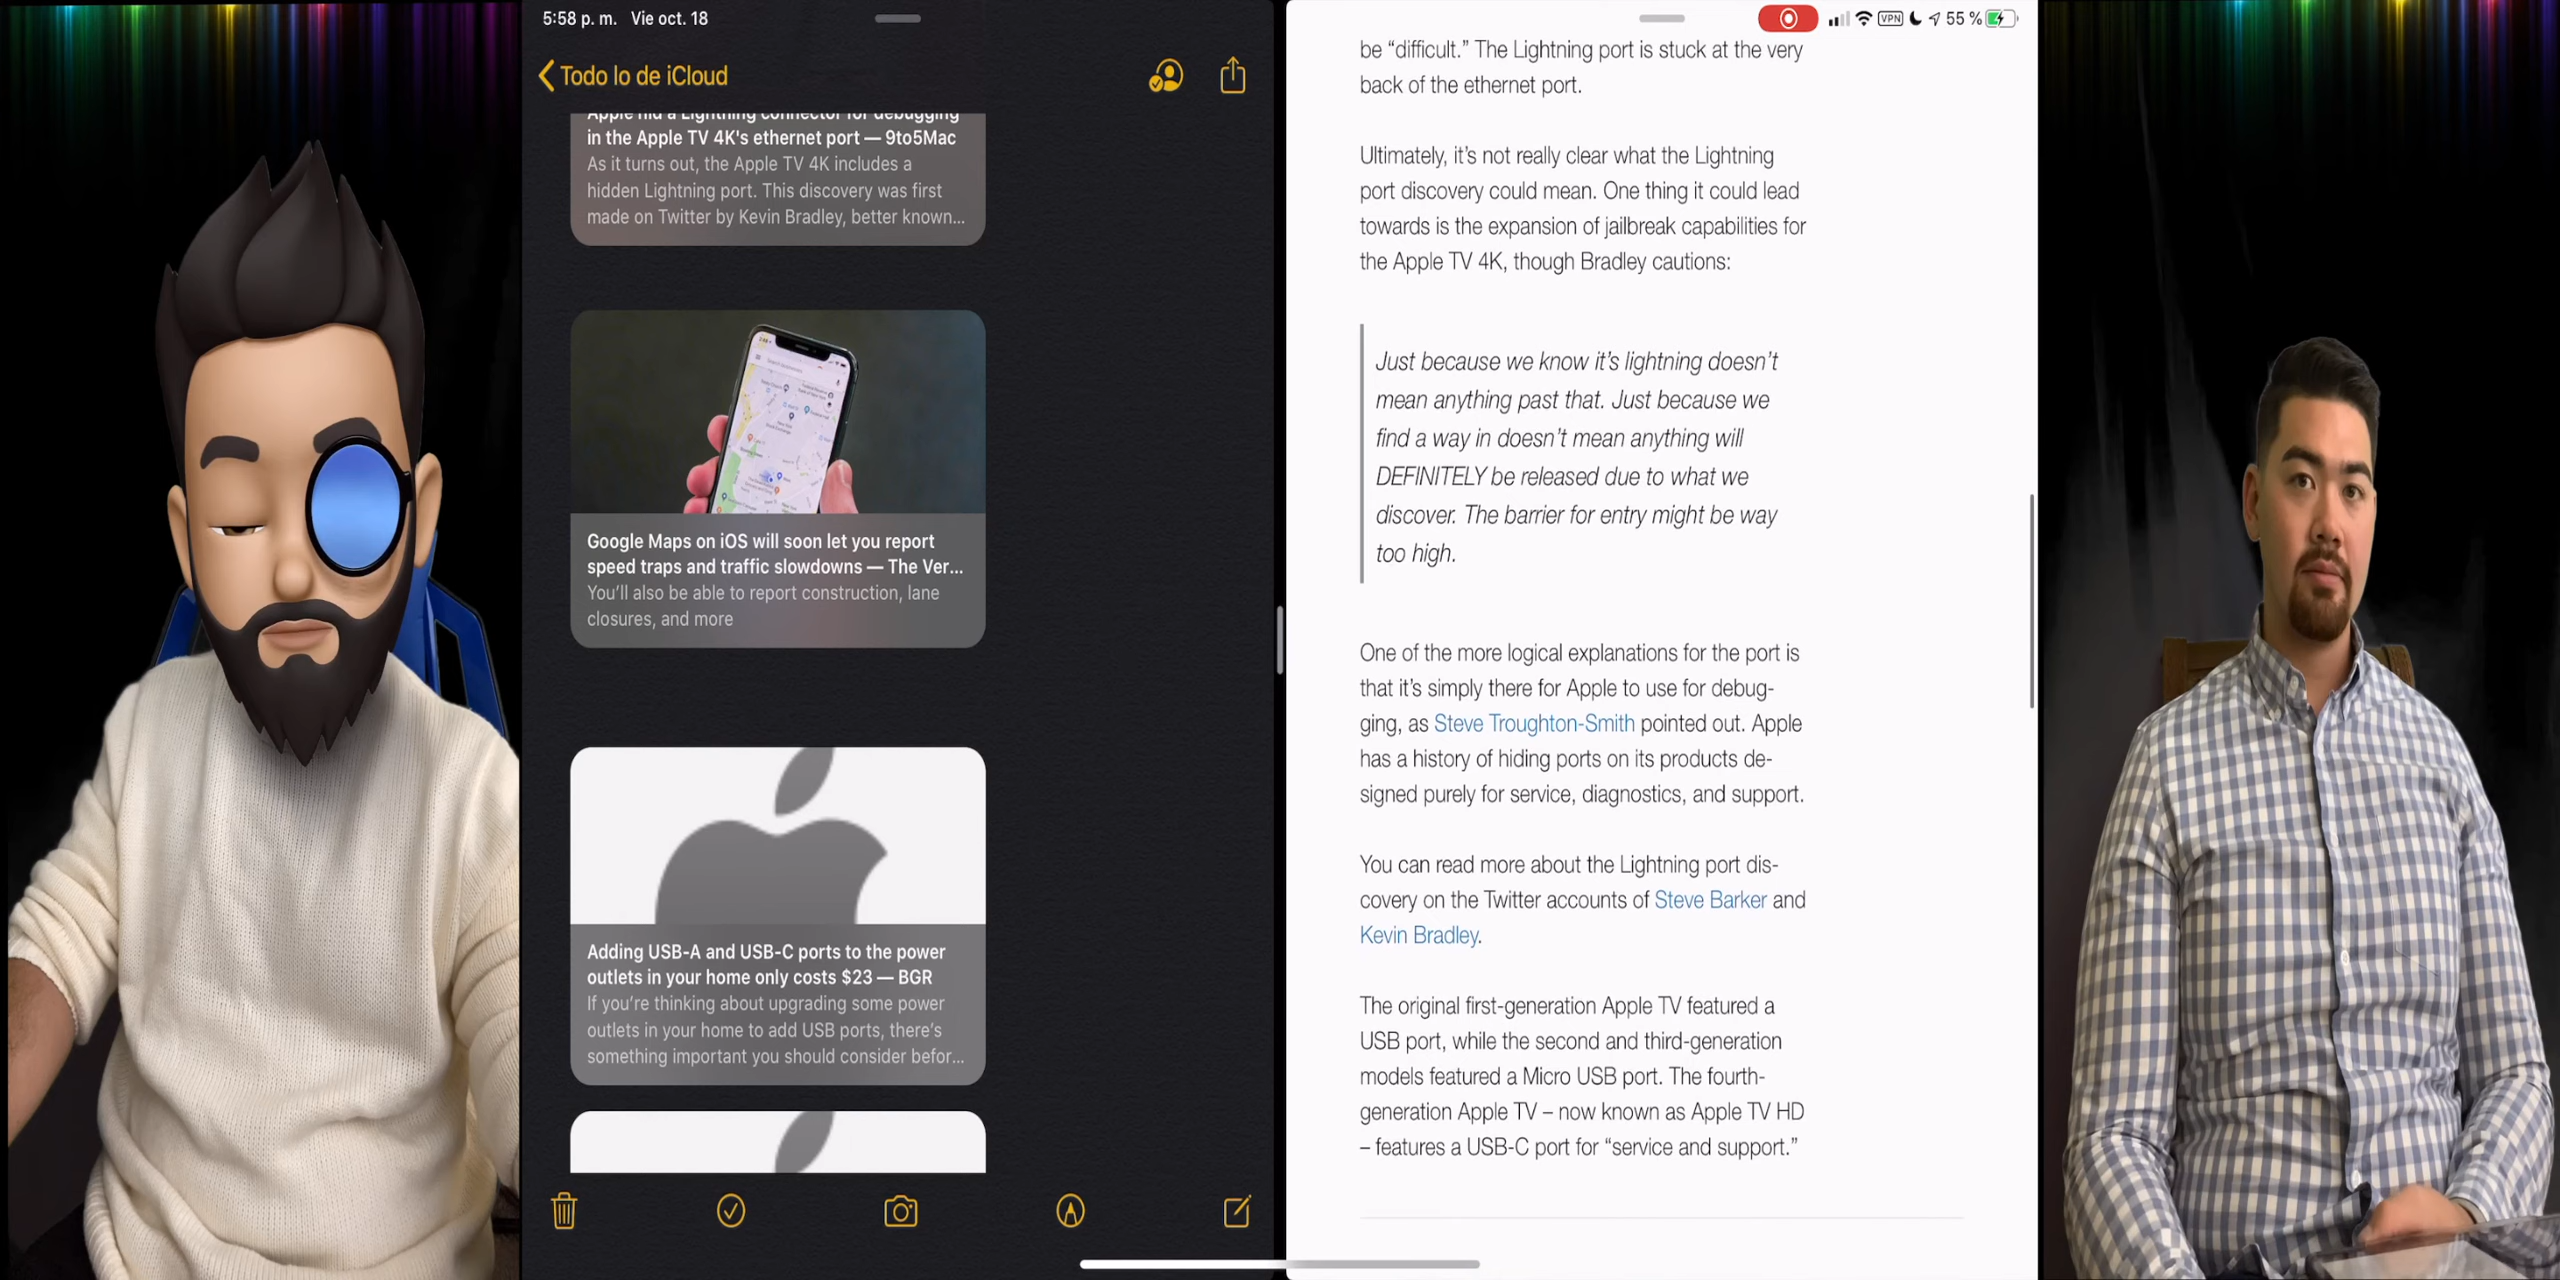 5:58 p. m. Vie oct. 18
Todo lo de iCloud
Apple hid a Lightning connector for debugging
in the Apple TV 4K's ethernet port — 9to5Mac
As it turns out, the Apple TV 4K includes a
hidden Lightning port. This discovery was first
made on Twitter by Kevin Bradley, better known...
Google Maps on iOS will soon let you report
speed traps and traffic slowdowns — The Ver...
You'll also be able to report construction, lane
closures, and more
Adding USB-A and USB-C ports to the power
outlets in your home only costs $23 — BGR
If you're thinking about upgrading some power
outlets in your home to add USB ports, there's
something important you should consider befor...
VPN 55 %
be “difficult.” The Lightning port is stuck at the very
back of the ethernet port.
Ultimately, it’s not really clear what the Lightning
port discovery could mean. One thing it could lead
towards is the expansion of jailbreak capabilities for
the Apple TV 4K, though Bradley cautions:
Just because we know it’s lightning doesn’t
mean anything past that. Just because we
find a way in doesn’t mean anything will
DEFINITELY be released due to what we
discover. The barrier for entry might be way
too high.
One of the more logical explanations for the port is
that it’s simply there for Apple to use for debug-
ging, as Steve Troughton-Smith pointed out. Apple
has a history of hiding ports on its products de-
signed purely for service, diagnostics, and support.
You can read more about the Lightning port dis-
covery on the Twitter accounts of Steve Barker and
Kevin Bradley.
The original first-generation Apple TV featured a
USB port, while the second and third-generation
models featured a Micro USB port. The fourth-
generation Apple TV – now known as Apple TV HD
– features a USB-C port for “service and support.”